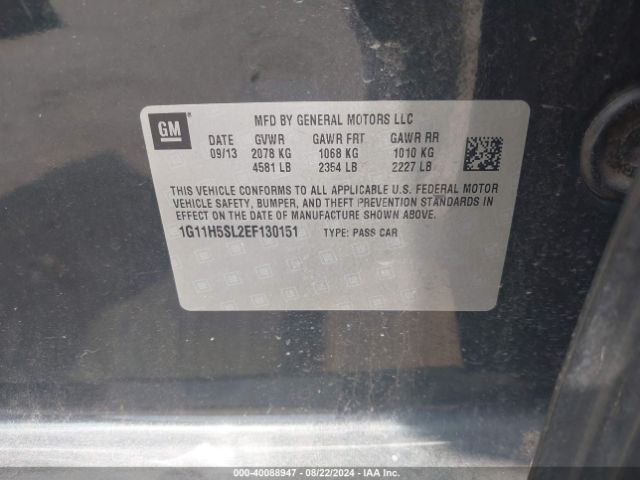 GM
MFD BY GENERAL MOTORS LLC
DATE GVWR GAWR FRT GAWR RR
09/13 2078 KG 1068 KG 1010 KG
4581 LB 2354 LB 2227 LB
THIS VEHICLE CONFORMS TO ALL APPLICABLE U.S. FEDERAL MOTOR
VEHICLE SAFETY, BUMPER, AND THEFT PREVENTION STANDARDS IN
EFFECT ON THE DATE OF MANUFACTURE SHOWN ABOVE.
1G11H5SL2EF130151 TYPE: PASS CAR
000-40088947 - 08/22/2024 - IAAI.COM